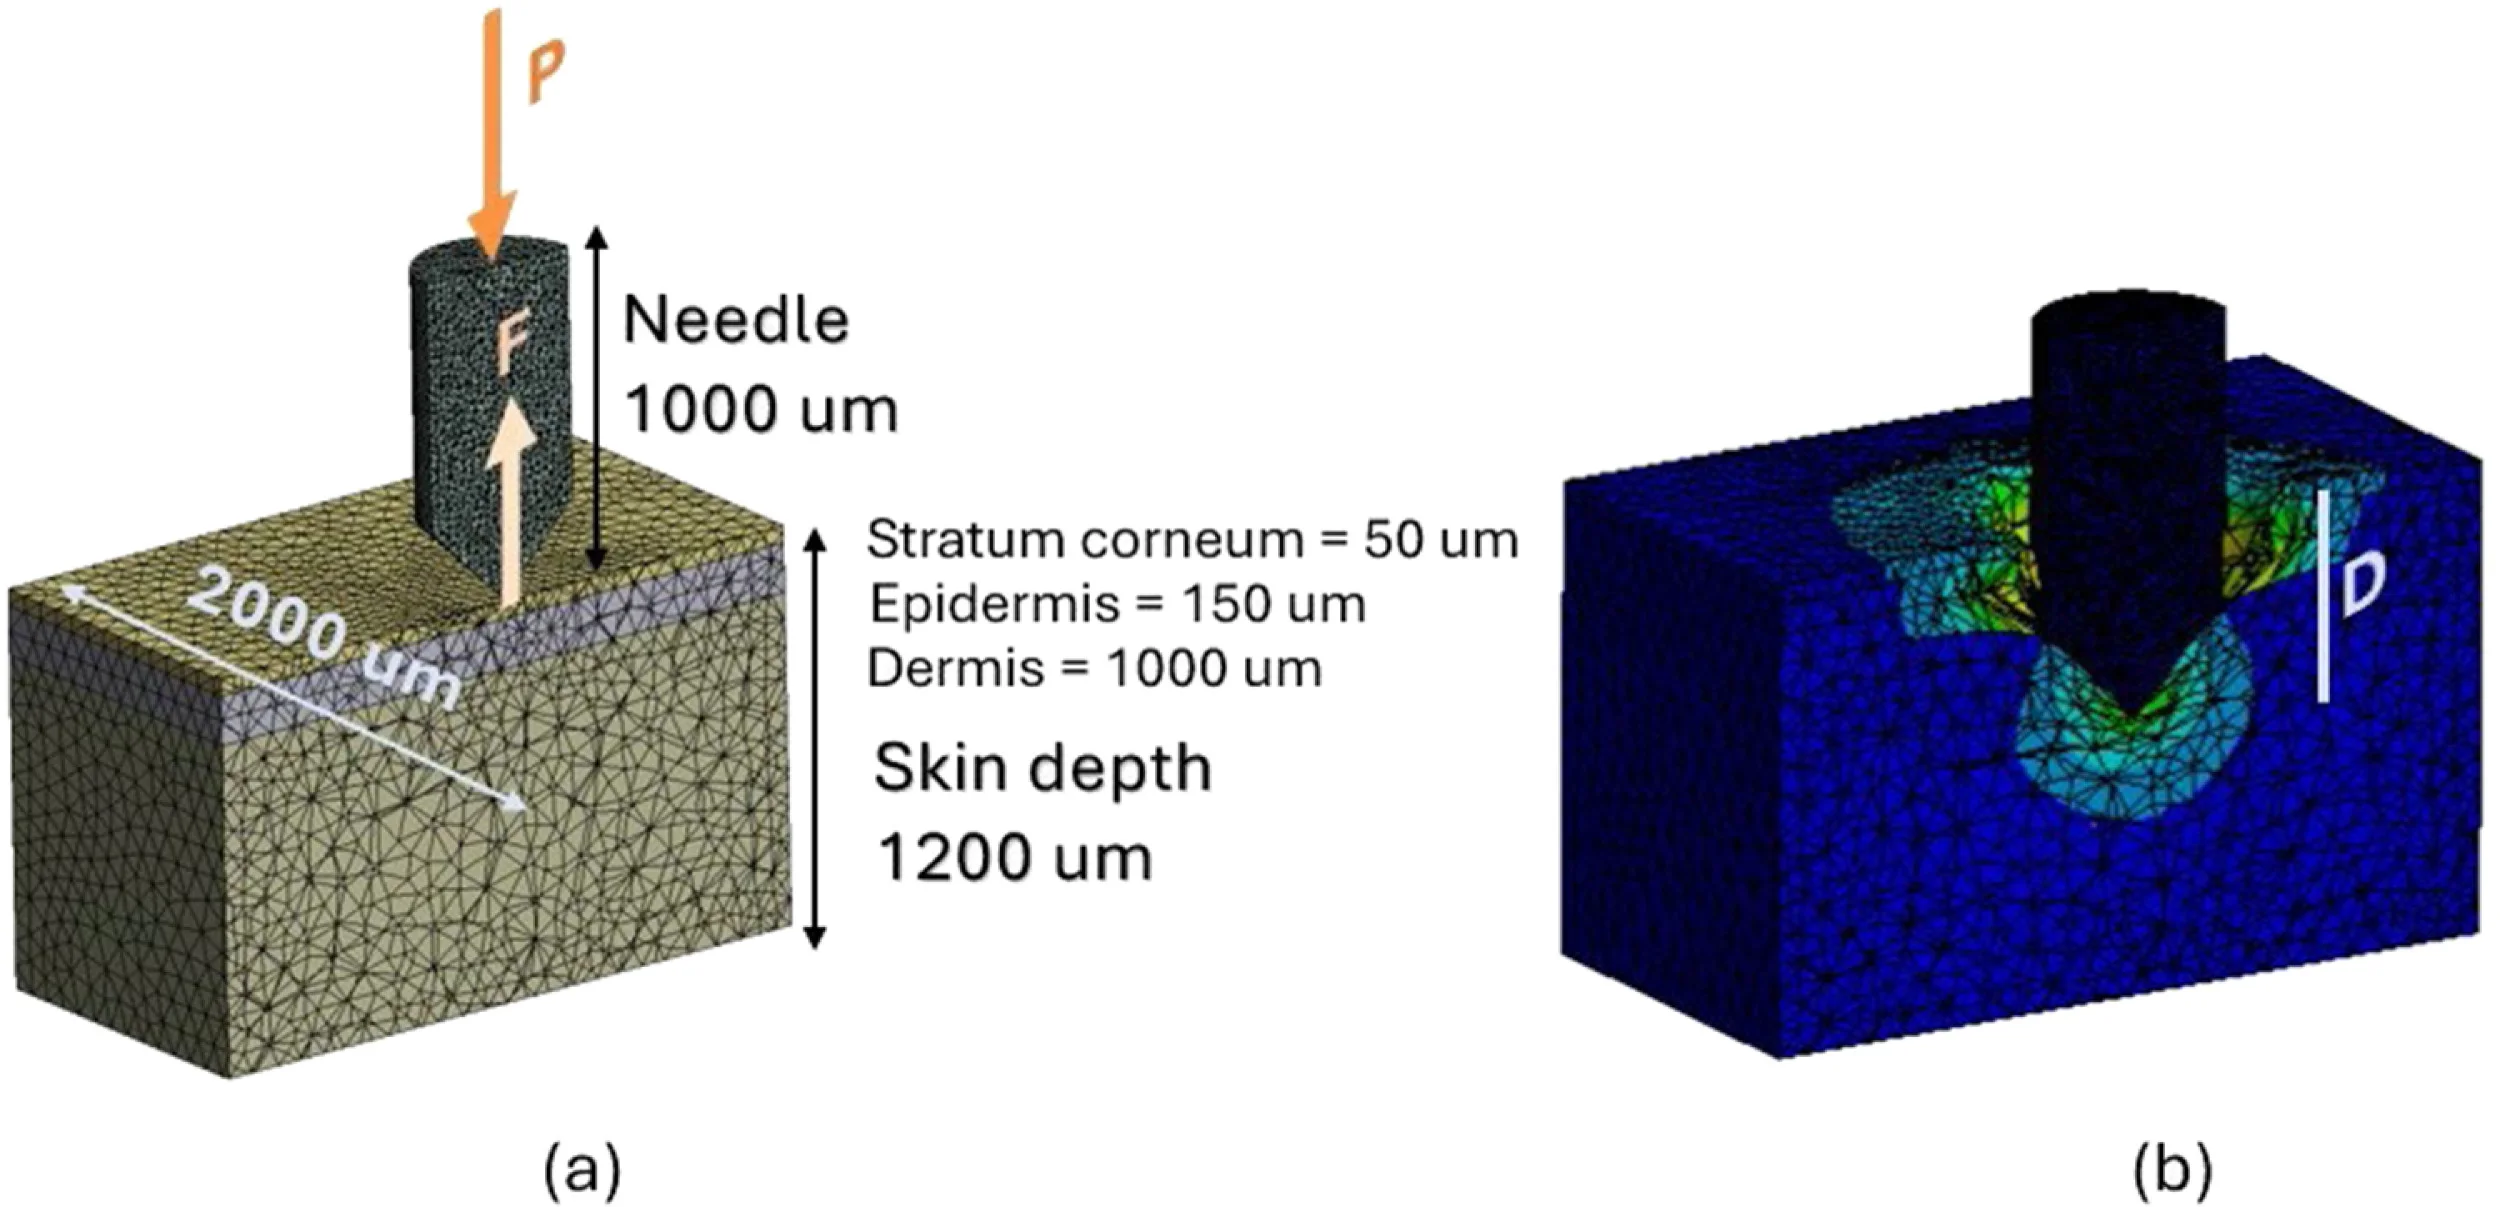 P
F
Needle
1000 um
2000 um
Stratum corneum = 50 um
Epidermis = 150 um
Dermis = 1000 um
Skin depth
1200 um
D
(a)
(b)